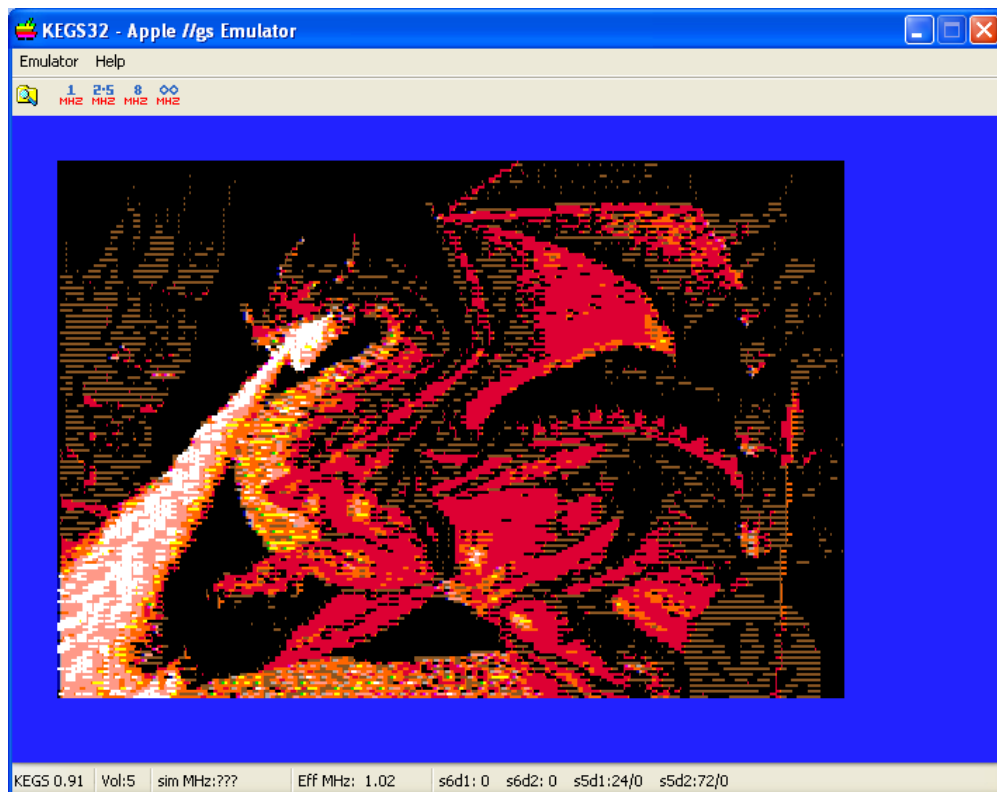 KEGS32 - Apple //gs Emulator
Emulator Help
1 MHZ 2·5 MHZ 8 MHZ ∞ MHZ
KEGS 0.91 Vol:5 sim MHz:??? Eff MHz: 1.02 s6d1: 0 s6d2: 0 s5d1:24/0 s5d2:72/0